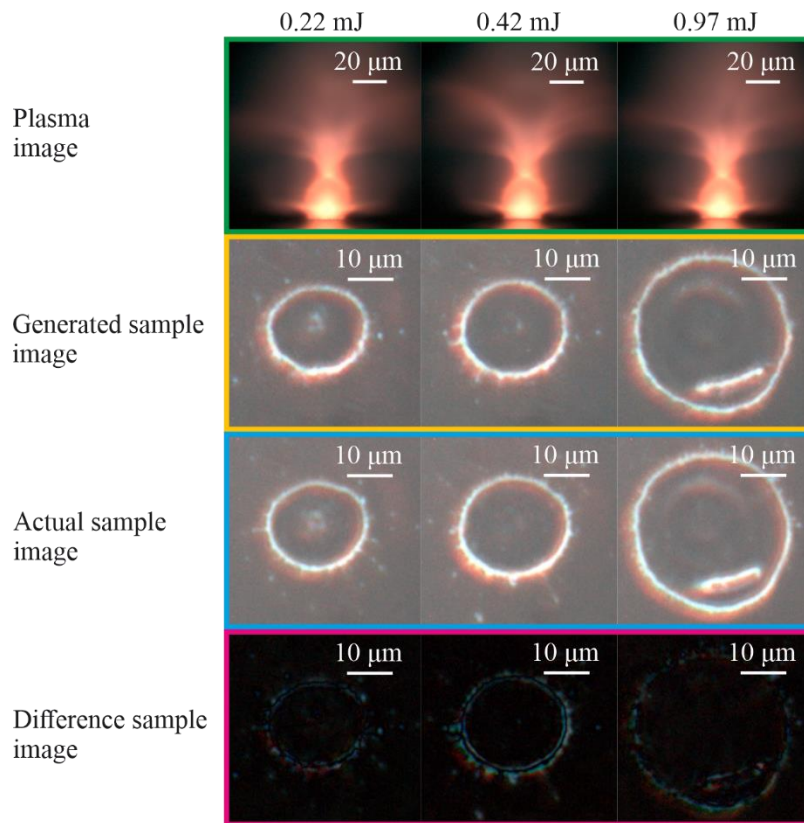 0.22 mJ 0.42 mJ 0.97 mJ
20 μm 20 μm 20 μm
Plasma
image
10 μm 10 μm 10 μm
Generated sample
image
10 μm 10 μm 10 μm
Actual sample
image
10 μm 10 μm 10 μm
Difference sample
image